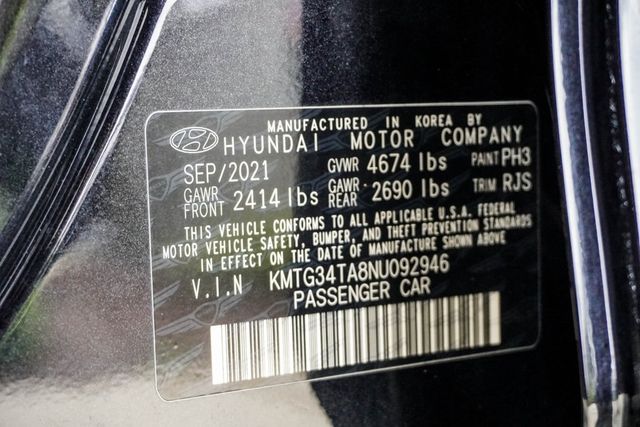 MANUFACTURED IN KOREA BY
HYUNDAI MOTOR COMPANY
SEP/2021 GVWR 4674 lbs PAINT PH3
GAWR FRONT 2414 lbs GAWR REAR 2690 lbs TRIM RJS
THIS VEHICLE CONFORMS TO ALL APPLICABLE U.S.A. FEDERAL
MOTOR VEHICLE SAFETY, BUMPER, AND THEFT PREVENTION STANDARDS
IN EFFECT ON THE DATE OF MANUFACTURE SHOWN ABOVE.
V.I.N KMTG34TA8NU092946
PASSENGER CAR